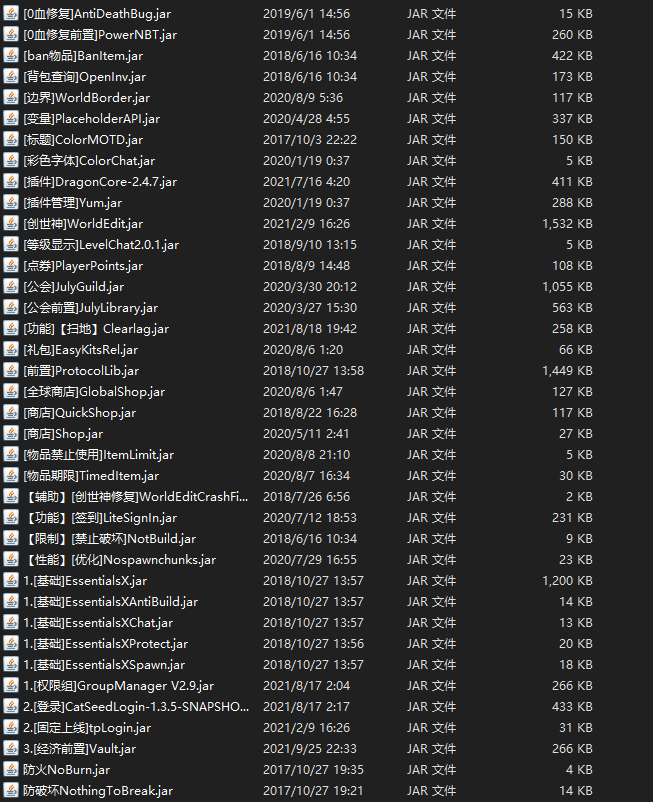 [0血修复]AntiDeathBug.jar 2019/6/1 14:56 JAR 文件 15 KB
[0血修复前置]PowerNBT.jar 2019/6/1 14:56 JAR 文件 260 KB
[ban物品]BanItem.jar 2018/6/16 10:34 JAR 文件 422 KB
[背包查询]OpenInv.jar 2018/6/16 10:34 JAR 文件 173 KB
[边界]WorldBorder.jar 2020/8/9 5:36 JAR 文件 117 KB
[变量]PlaceholderAPI.jar 2020/4/28 4:55 JAR 文件 337 KB
[标题]ColorMOTD.jar 2017/10/3 22:22 JAR 文件 150 KB
[彩色字体]ColorChat.jar 2020/1/19 0:37 JAR 文件 5 KB
[插件]DragonCore-2.4.7.jar 2021/7/16 4:20 JAR 文件 411 KB
[插件管理]Yum.jar 2020/1/19 0:37 JAR 文件 288 KB
[创世神]WorldEdit.jar 2021/2/9 16:26 JAR 文件 1,532 KB
[等级显示]LevelChat2.0.1.jar 2018/9/10 13:15 JAR 文件 5 KB
[点券]PlayerPoints.jar 2018/8/9 14:48 JAR 文件 108 KB
[公会]JulyGuild.jar 2020/3/30 20:12 JAR 文件 1,055 KB
[公会前置]JulyLibrary.jar 2020/3/27 15:30 JAR 文件 563 KB
[功能]【扫地】Clearlag.jar 2021/8/18 19:42 JAR 文件 258 KB
[礼包]EasyKitsRel.jar 2020/8/6 1:20 JAR 文件 66 KB
[前置]ProtocolLib.jar 2018/10/27 13:58 JAR 文件 1,449 KB
[全球商店]GlobalShop.jar 2020/8/6 1:47 JAR 文件 127 KB
[商店]QuickShop.jar 2018/8/22 16:28 JAR 文件 117 KB
[商店]Shop.jar 2020/5/11 2:41 JAR 文件 27 KB
[物品禁止使用]ItemLimit.jar 2020/8/8 21:10 JAR 文件 5 KB
[物品期限]TimedItem.jar 2020/8/7 16:34 JAR 文件 30 KB
【辅助】[创世神修复]WorldEditCrashFi... 2018/7/26 6:56 JAR 文件 2 KB
【功能】[签到]LiteSignIn.jar 2020/7/12 18:53 JAR 文件 231 KB
【限制】[禁止破坏]NotBuild.jar 2018/6/16 10:34 JAR 文件 9 KB
【性能】[优化]Nospawnchunks.jar 2020/7/29 16:55 JAR 文件 23 KB
1.[基础]EssentialsX.jar 2018/10/27 13:57 JAR 文件 1,200 KB
1.[基础]EssentialsXAntiBuild.jar 2018/10/27 13:57 JAR 文件 14 KB
1.[基础]EssentialsXChat.jar 2018/10/27 13:57 JAR 文件 13 KB
1.[基础]EssentialsXProtect.jar 2018/10/27 13:56 JAR 文件 20 KB
1.[基础]EssentialsXSpawn.jar 2018/10/27 13:57 JAR 文件 18 KB
1.[权限组]GroupManager V2.9.jar 2021/8/17 2:04 JAR 文件 266 KB
2.[登录]CatSeedLogin-1.3.5-SNAPSHO... 2021/8/17 2:17 JAR 文件 433 KB
2.[固定上线]tpLogin.jar 2021/2/9 16:26 JAR 文件 31 KB
3.[经济前置]Vault.jar 2021/9/25 22:33 JAR 文件 266 KB
防火NoBurn.jar 2017/10/27 19:35 JAR 文件 4 KB
防破坏NothingToBreak.jar 2017/10/27 19:21 JAR 文件 14 KB